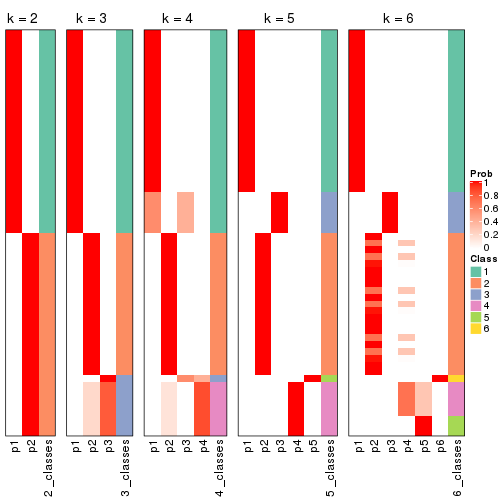 k = 2
k = 3
k = 4
k = 5
k = 6
p1
p2
2_classes
p1
p2
p3
3_classes
p1
p2
p3
p4
4_classes
p1
p2
p3
p4
p5
5_classes
p1
p2
p3
p4
p5
p6
6_classes
Prob
1
0.8
0.6
0.4
0.2
0
Class
1
2
3
4
5
6